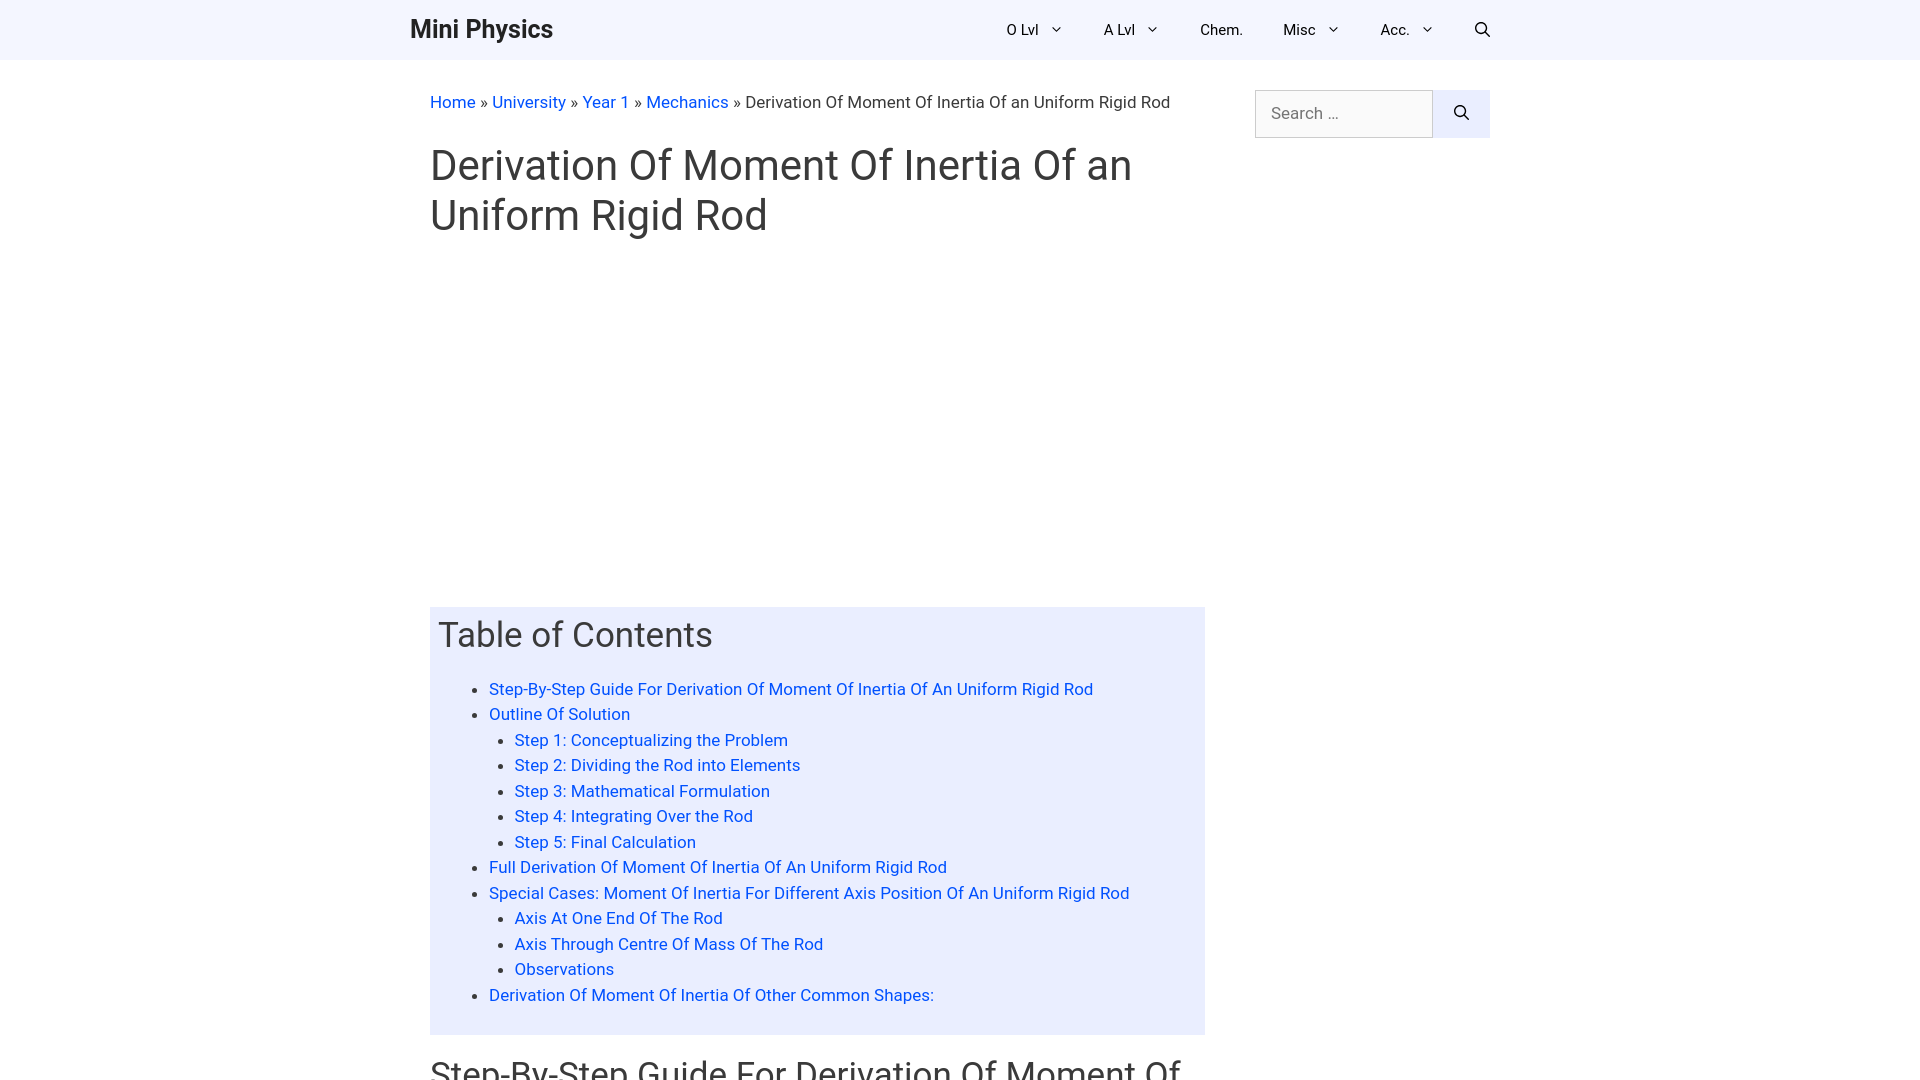 Mini Physics
O Lvl
A Lvl
Chem.
Misc
Acc.
Home » University » Year 1 » Mechanics » Derivation Of Moment Of Inertia Of an Uniform Rigid Rod
Search …
Derivation Of Moment Of Inertia Of an
Uniform Rigid Rod
Table of Contents
Step-By-Step Guide For Derivation Of Moment Of Inertia Of An Uniform Rigid Rod
Outline Of Solution
Step 1: Conceptualizing the Problem
Step 2: Dividing the Rod into Elements
Step 3: Mathematical Formulation
Step 4: Integrating Over the Rod
Step 5: Final Calculation
Full Derivation Of Moment Of Inertia Of An Uniform Rigid Rod
Special Cases: Moment Of Inertia For Different Axis Position Of An Uniform Rigid Rod
Axis At One End Of The Rod
Axis Through Centre Of Mass Of The Rod
Observations
Derivation Of Moment Of Inertia Of Other Common Shapes:
Step-By-Step Guide For Derivation Of Moment Of